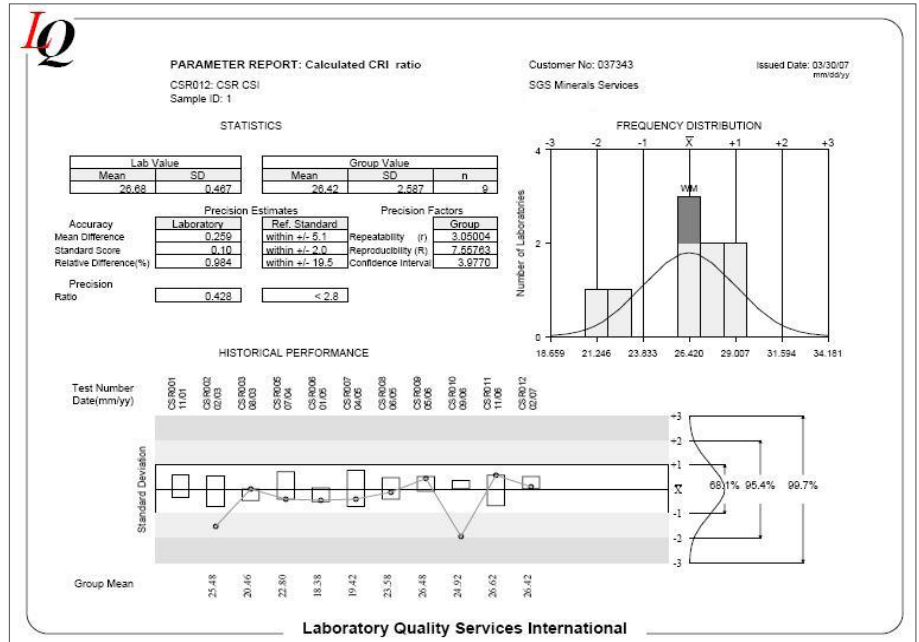 LQ
PARAMETER REPORT: Calculated CRI ratio
Customer No: 037343
Issued Date: 03/30/07
mm/dd/yy
CSR012: CSR CSI
SGS Minerals Services
Sample ID: 1
STATISTICS
Lab Value
Mean SD
26.68 0.467
Group Value
Mean SD n
26.42 2.587 9
Precision Estimates
Precision Factors
Accuracy Laboratory Ref. Standard Group
Mean Difference 0.259 within +/- 5.1 Repeatability (r) 3.05004
Standard Score 0.10 within +/- 2.0 Reproducibility (R) 7.55763
Relative Difference(%) 0.984 within +/- 19.5 Confidence Interval 3.9770
Precision
Ratio 0.428 < 2.8
FREQUENCY DISTRIBUTION
-3 -2 -1 X̅ +1 +2 +3
4
WM
Number of Laboratories
2
0
18.659 21.246 23.833 26.420 29.007 31.594 34.181
HISTORICAL PERFORMANCE
Test Number
Date(mm/yy)
CSR001 11/01
CSR002 02/03
CSR003 08/03
CSR005 07/04
CSR006 01/05
CSR007 04/05
CSR008 06/05
CSR009 05/06
CSR010 09/06
CSR011 11/06
CSR012 02/07
Standard Deviation
+3
+2
+1
X̅
-1
-2
-3
68.1% 95.4% 99.7%
Group Mean
25.48 20.46 22.80 18.38 19.42 23.58 26.48 24.92 26.62 26.42
Laboratory Quality Services International